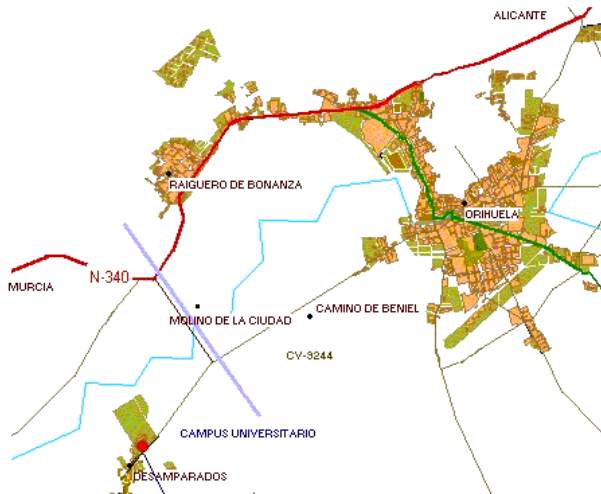 ALICANTE
RAIGUERO DE BONANZA
ORIHUELA
N-340
MURCIA
MOLINO DE LA CIUDAD
CAMINO DE BENIEL
CV-9244
CAMPUS UNIVERSITARIO
DESAMPARADOS